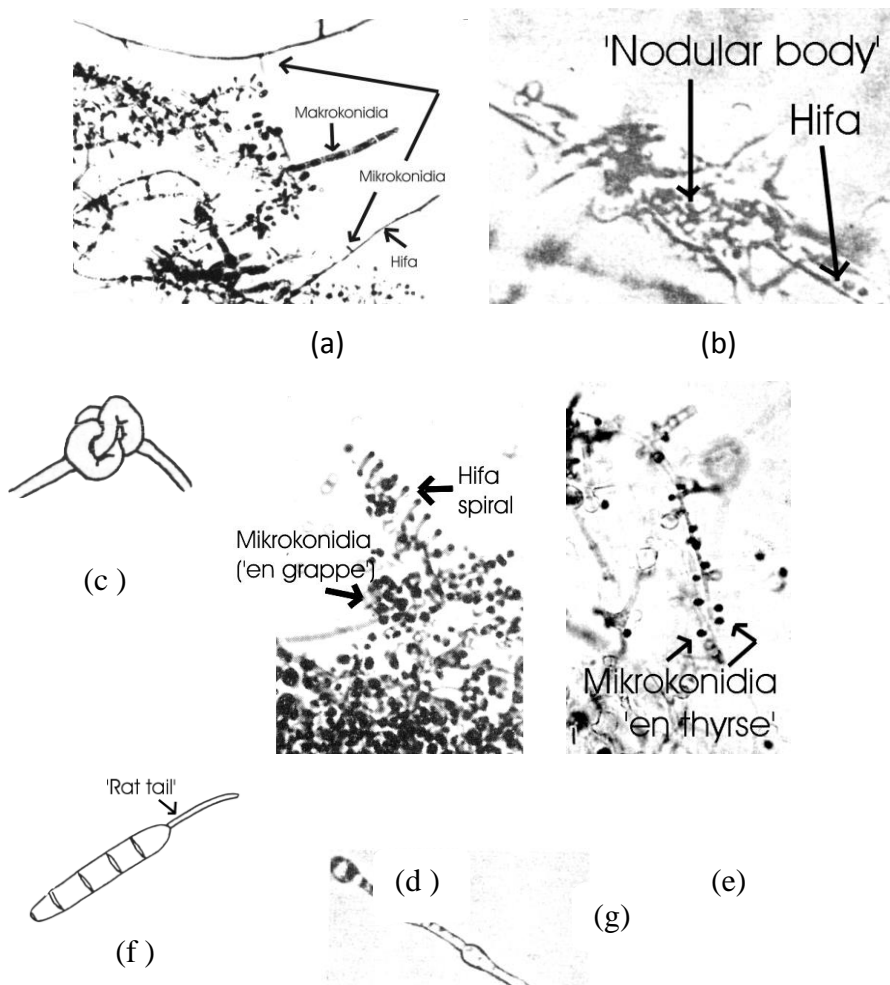 Makrokonidia
Mikrokonidia
Hifa
'Nodular body'
Hifa
(a)
(b)
Hifa
spiral
Mikrokonidia
('en grappe')
(c )
Mikrokonidia
'en thyrse'
'Rat tail'
(d )
(e)
(g)
(f )